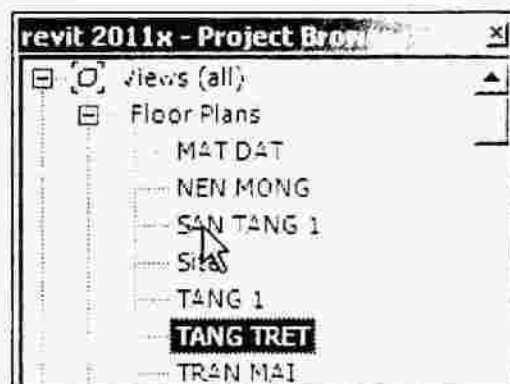 revit 2011x - Project Brow
Views (all)
Floor Plans
MAT DAT
NEN MONG
SAN TANG 1
Site
TANG 1
TANG TRET
TRAN MAI